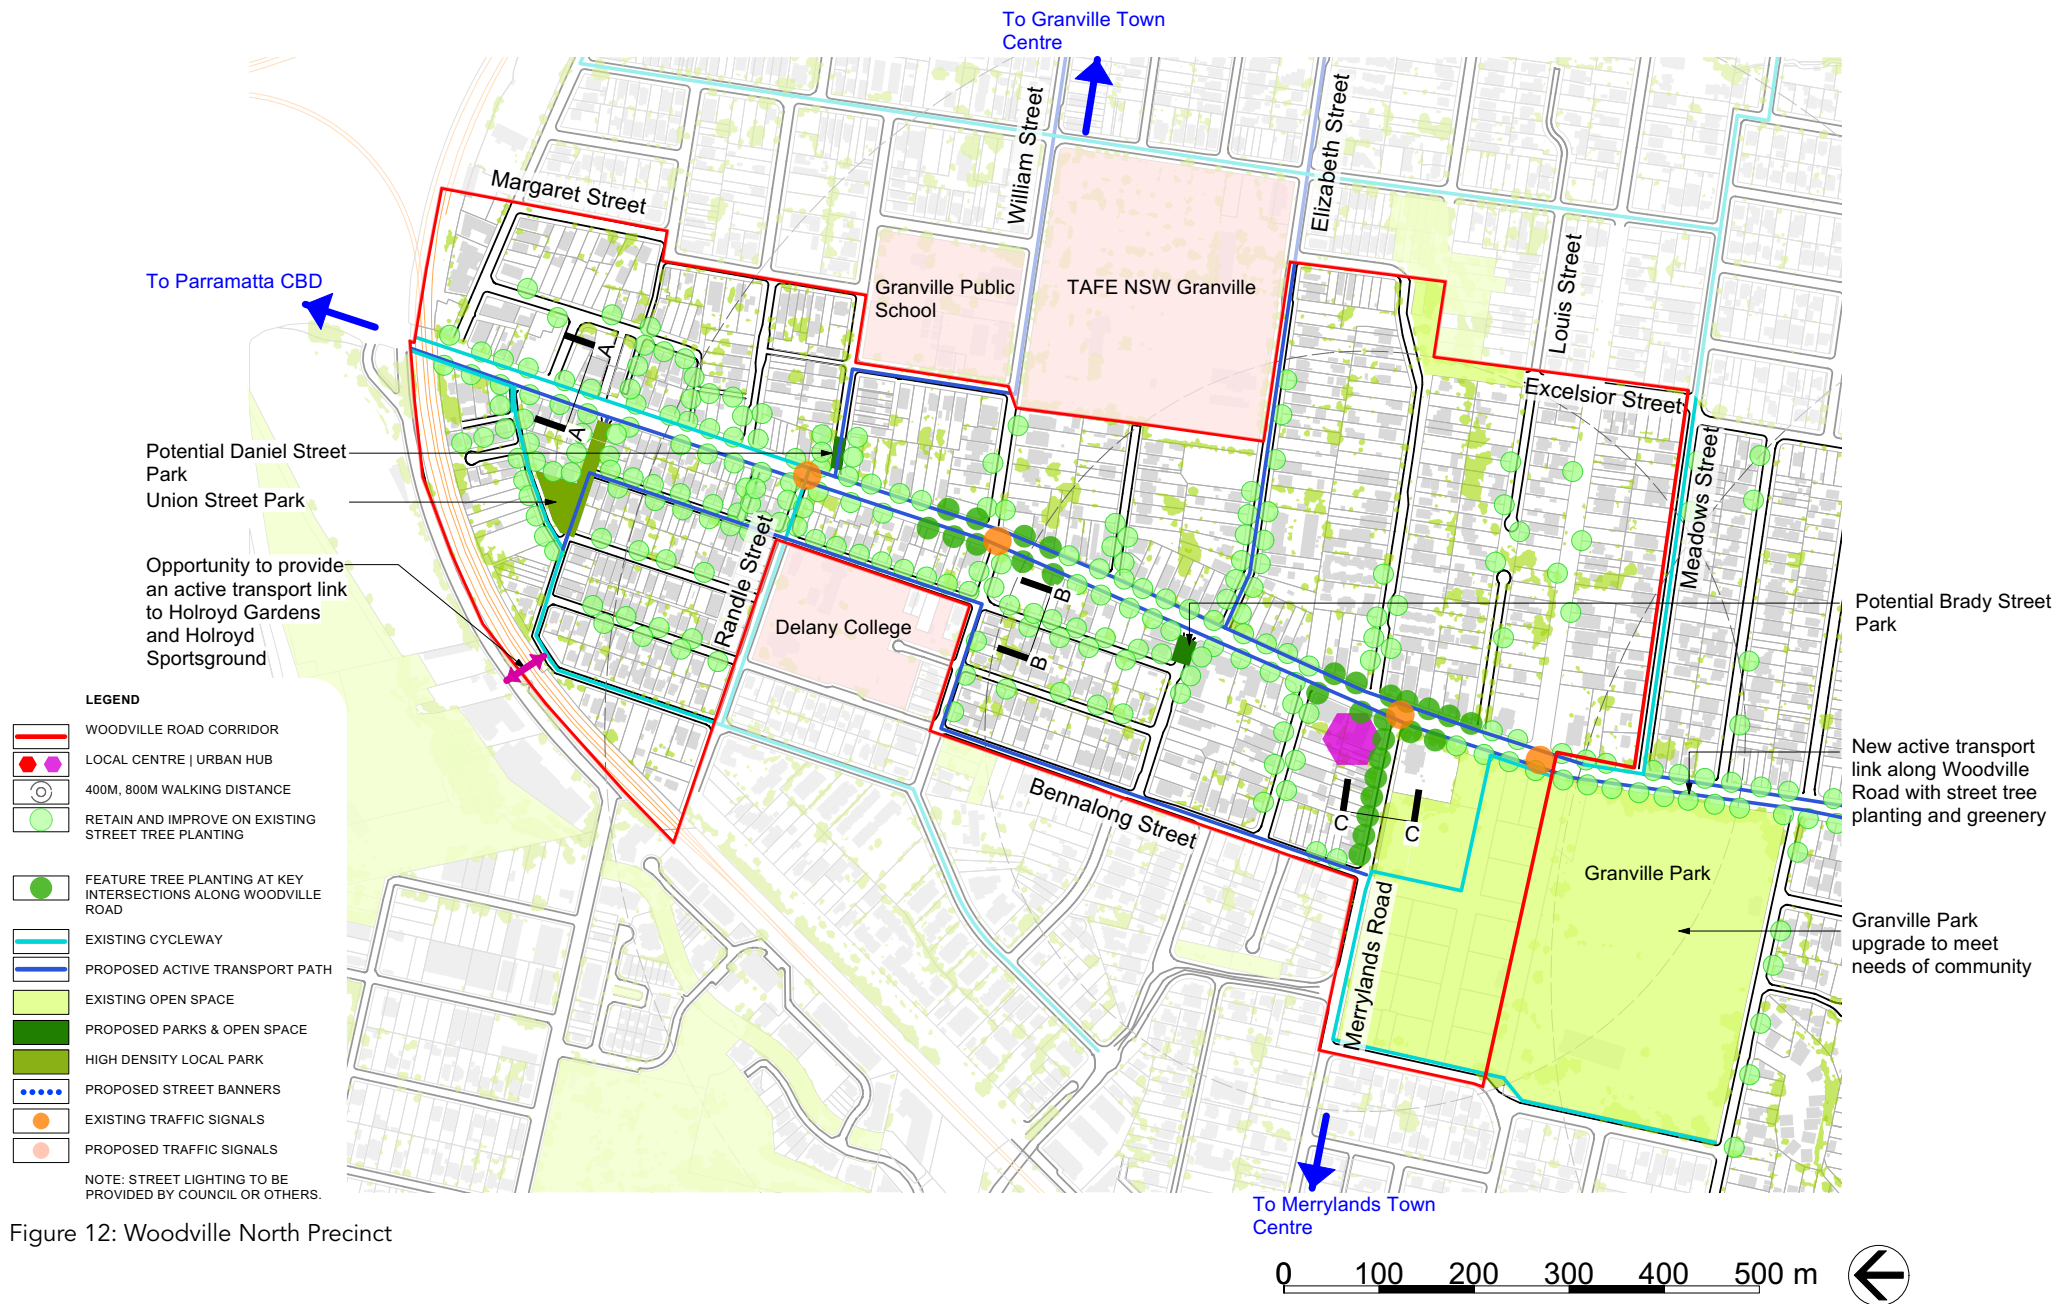 To Granville Town
Centre
William Street
Elizabeth Street
Margaret Street
Louis Street
To Parramatta CBD
Granville Public
School
TAFE NSW Granville
Excelsior Street
Meadows Street
A
A
Potential Daniel Street
Park
Union Street Park
Opportunity to provide
an active transport link
to Holroyd Gardens
and Holroyd
Sportsground
Randle Street
Delany College
B
B
Potential Brady Street
Park
Bennalong Street
C
C
New active transport
link along Woodville
Road with street tree
planting and greenery
Granville Park
Merrylands Road
Granville Park
upgrade to meet
needs of community
LEGEND
WOODVILLE ROAD CORRIDOR
LOCAL CENTRE | URBAN HUB
400M, 800M WALKING DISTANCE
RETAIN AND IMPROVE ON EXISTING
STREET TREE PLANTING
FEATURE TREE PLANTING AT KEY
INTERSECTIONS ALONG WOODVILLE
ROAD
EXISTING CYCLEWAY
PROPOSED ACTIVE TRANSPORT PATH
EXISTING OPEN SPACE
PROPOSED PARKS & OPEN SPACE
HIGH DENSITY LOCAL PARK
PROPOSED STREET BANNERS
EXISTING TRAFFIC SIGNALS
PROPOSED TRAFFIC SIGNALS
NOTE: STREET LIGHTING TO BE
PROVIDED BY COUNCIL OR OTHERS.
To Merrylands Town
Centre
Figure 12: Woodville North Precinct
0 100 200 300 400 500 m